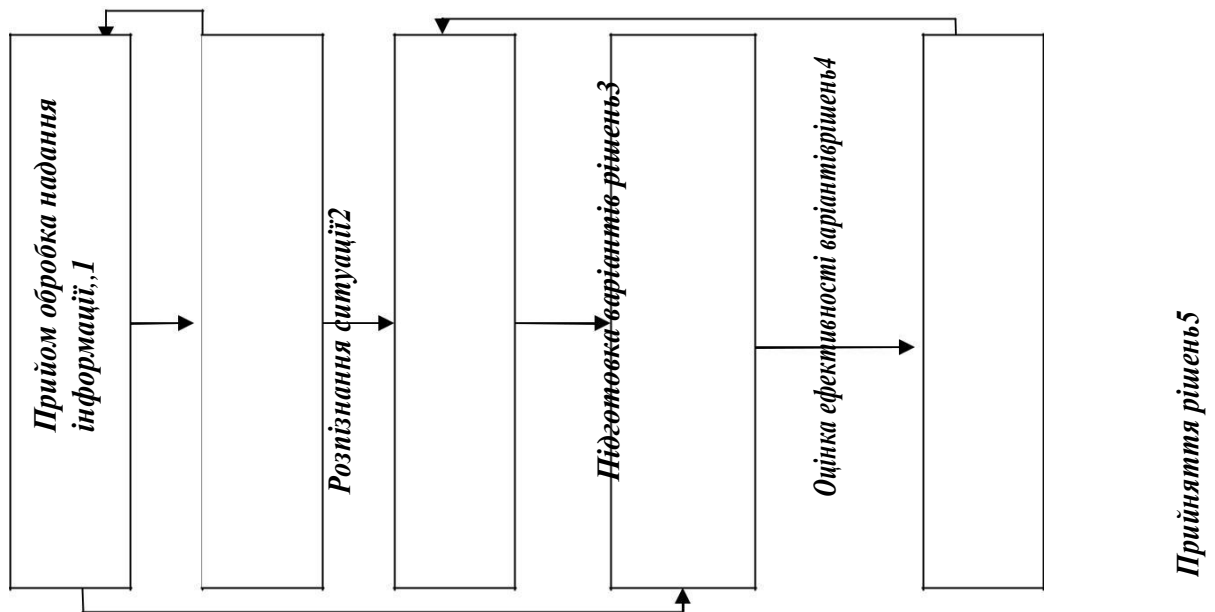 Прийом обробка надання
інформації,,1
Розпізнання ситуації2
Підготовка варіантів рішень3
Оцінка ефективності варіантіврішень4
Прийняття рішень5